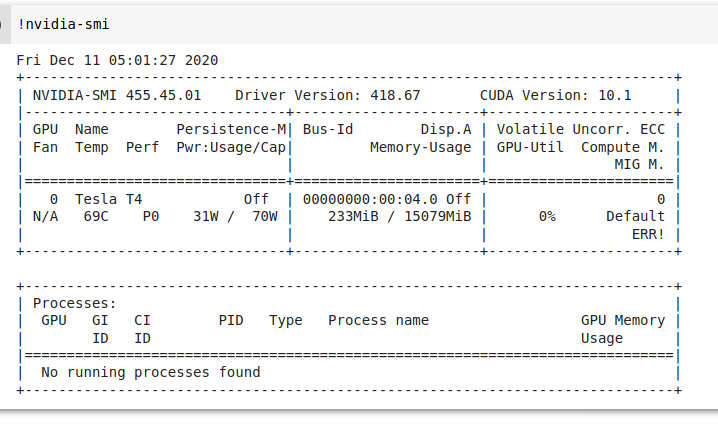 !nvidia-smi
Fri Dec 11 05:01:27 2020
+-----------------------------------------------------------------------------+
| NVIDIA-SMI 455.45.01    Driver Version: 418.67       CUDA Version: 10.1     |
|-------------------------------+----------------------+----------------------+
| GPU  Name        Persistence-M| Bus-Id        Disp.A | Volatile Uncorr. ECC |
| Fan  Temp  Perf  Pwr:Usage/Cap|         Memory-Usage | GPU-Util  Compute M. |
|                               |                      |               MIG M. |
|===============================+======================+======================|
|   0  Tesla T4            Off  | 00000000:00:04.0 Off |                    0 |
| N/A   69C    P0    31W /  70W |    233MiB / 15079MiB |      0%      Default |
|                               |                      |                 ERR! |
+-------------------------------+----------------------+----------------------+

+-----------------------------------------------------------------------------+
| Processes:                                                                  |
|  GPU   GI   CI        PID   Type   Process name                  GPU Memory |
|        ID   ID                                                   Usage      |
|=============================================================================|
|  No running processes found                                                 |
+-----------------------------------------------------------------------------+